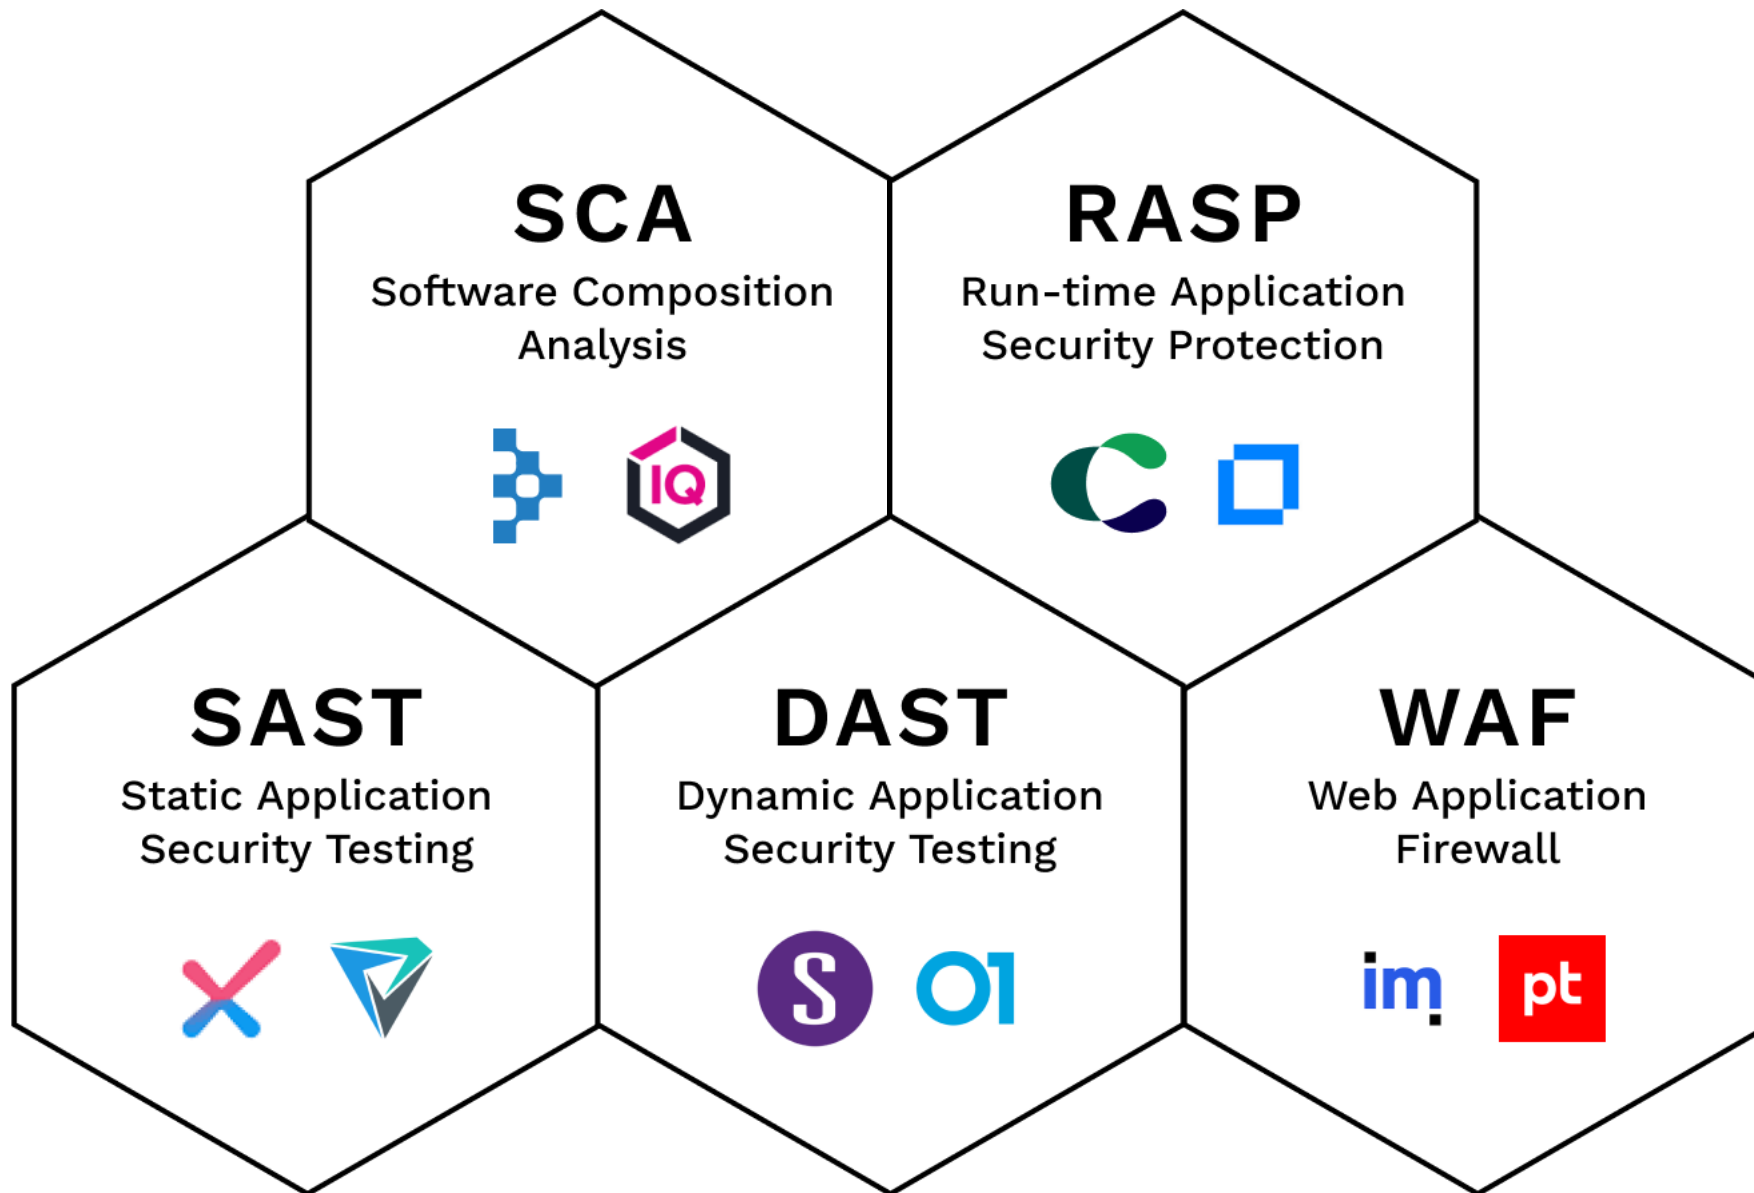 SCA
Software Composition
Analysis
IQ
RASP
Run-time Application
Security Protection
SAST
Static Application
Security Testing
DAST
Dynamic Application
Security Testing
S
01
WAF
Web Application
Firewall
im
pt